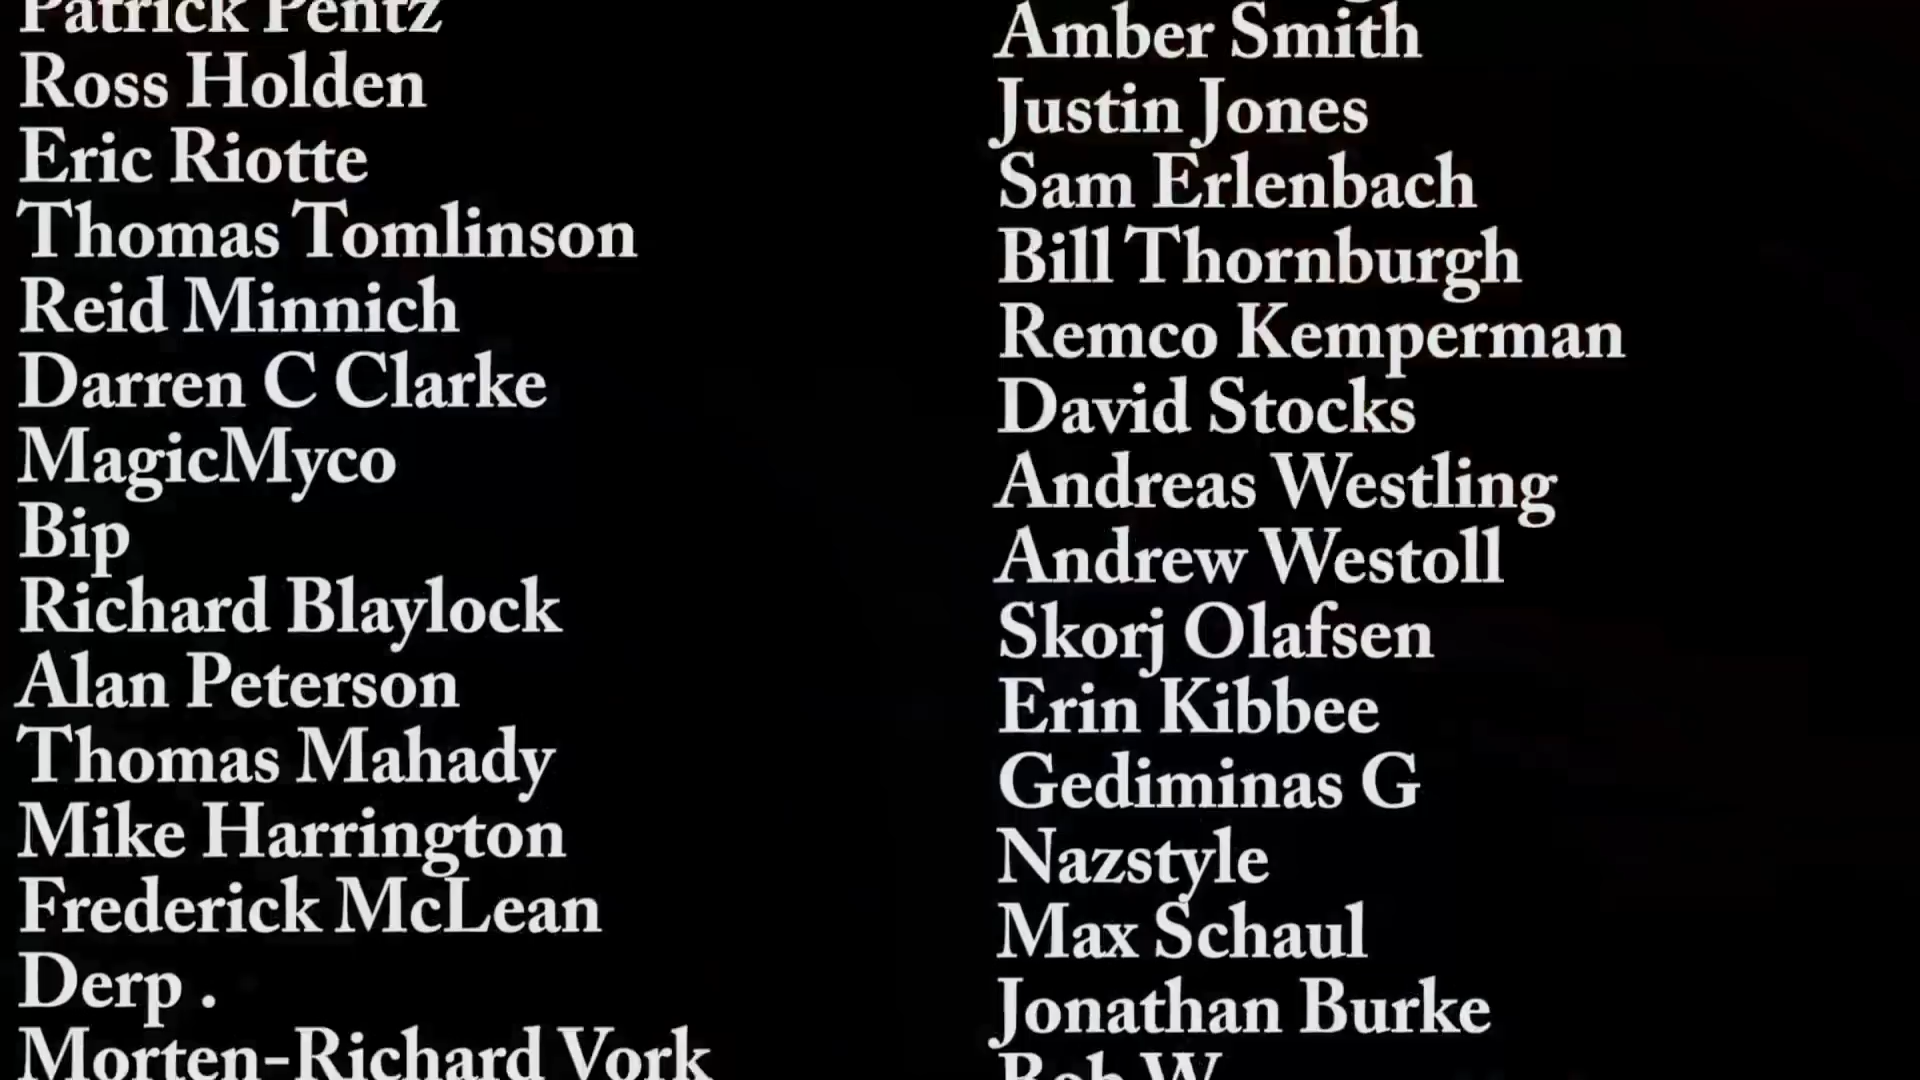 Patrick Pentz
Ross Holden
Eric Riotte
Thomas Tomlinson
Reid Minnich
Darren C Clarke
MagicMyco
Bip
Richard Blaylock
Alan Peterson
Thomas Mahady
Mike Harrington
Frederick McLean
Derp .
Morten-Richard Vork
Amber Smith
Justin Jones
Sam Erlenbach
Bill Thornburgh
Remco Kemperman
David Stocks
Andreas Westling
Andrew Westoll
Skorj Olafsen
Erin Kibbee
Gediminas G
Nazstyle
Max Schaul
Jonathan Burke
Rob W